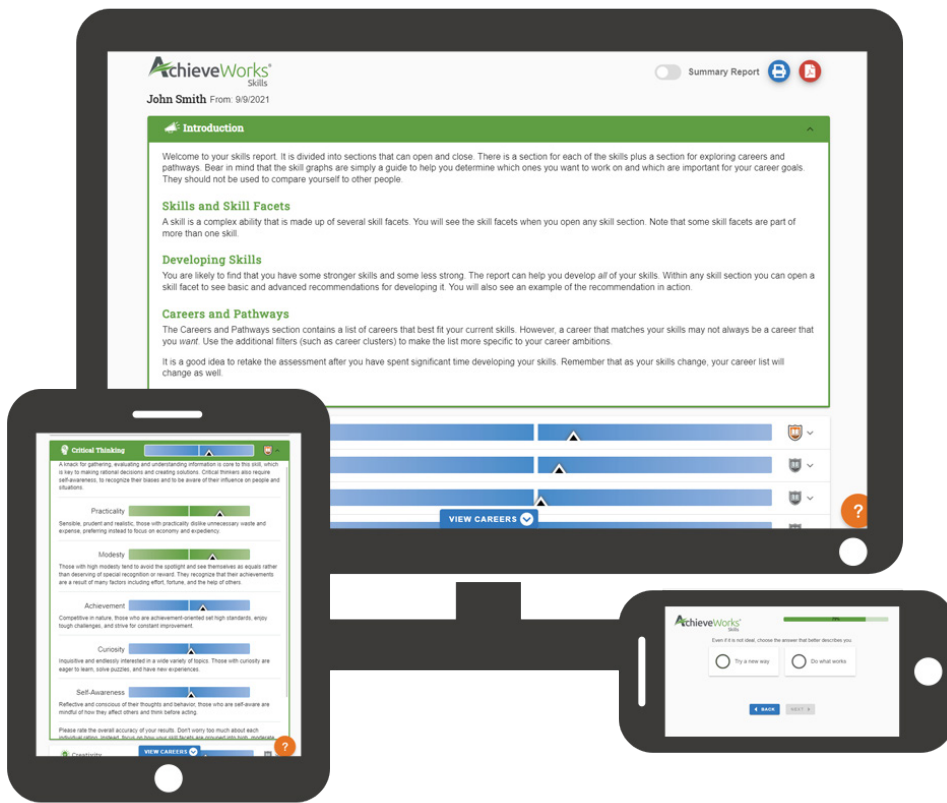 AchieveWorks®
Skills
Summary Report
John Smith From: 9/9/2021
Introduction
Welcome to your skills report. It is divided into sections that can open and close. There is a section for each of the skills plus a section for exploring careers and
pathways. Bear in mind that the skill graphs are simply a guide to help you determine which ones you want to work on and which are important for your career goals.
They should not be used to compare yourself to other people.
Skills and Skill Facets
A skill is a complex ability that is made up of several skill facets. You will see the skill facets when you open any skill section. Note that some skill facets are part of
more than one skill.
Developing Skills
You are likely to find that you have some stronger skills and some less strong. The report can help you develop all of your skills. Within any skill section you can open a
skill facet to see basic and advanced recommendations for developing it. You will also see an example of the recommendation in action.
Careers and Pathways
The Careers and Pathways section contains a list of careers that best fit your current skills. However, a career that matches your skills may not always be a career that
you want. Use the additional filters (such as career clusters) to make the list more specific to your career ambitions.
It is a good idea to retake the assessment after you have spent significant time developing your skills. Remember that as your skills change, your career list will
change as well.
VIEW CAREERS
?
Critical Thinking
A knack for gathering, evaluating and understanding information is core to this skill, which
is key to making rational decisions and creating solutions. Critical thinkers also require
self-awareness, to recognize their biases and to be aware of their influence on people and
situations.
Practicality
Sensible, prudent and realistic, those with practicality dislike unnecessary waste and
expense, preferring instead to focus on economy and expediency.
Modesty
Those with high modesty tend to avoid the spotlight and see themselves as equals rather
than deserving of special recognition or reward. They recognize that their achievements
are a result of many factors including effort, fortune, and the help of others.
Achievement
Competitive in nature, those who are achievement-oriented set high standards, enjoy
tough challenges, and strive for constant improvement.
Curiosity
Inquisitive and endlessly interested in a wide variety of topics. Those with curiosity are
eager to learn, solve puzzles, and have new experiences.
Self-Awareness
Reflective and conscious of their thoughts and behavior, those who are self-aware are
mindful of how they affect others and think before acting.
Please rate the overall accuracy of your results. Don't worry too much about each
individual rating. Instead, focus on how your skill facets are grouped into high, moderate
Creativity
VIEW CAREERS
?
AchieveWorks®
Skills
Even if it is not ideal, choose the answer that better describes you.
Try a new way
Do what works
BACK
NEXT